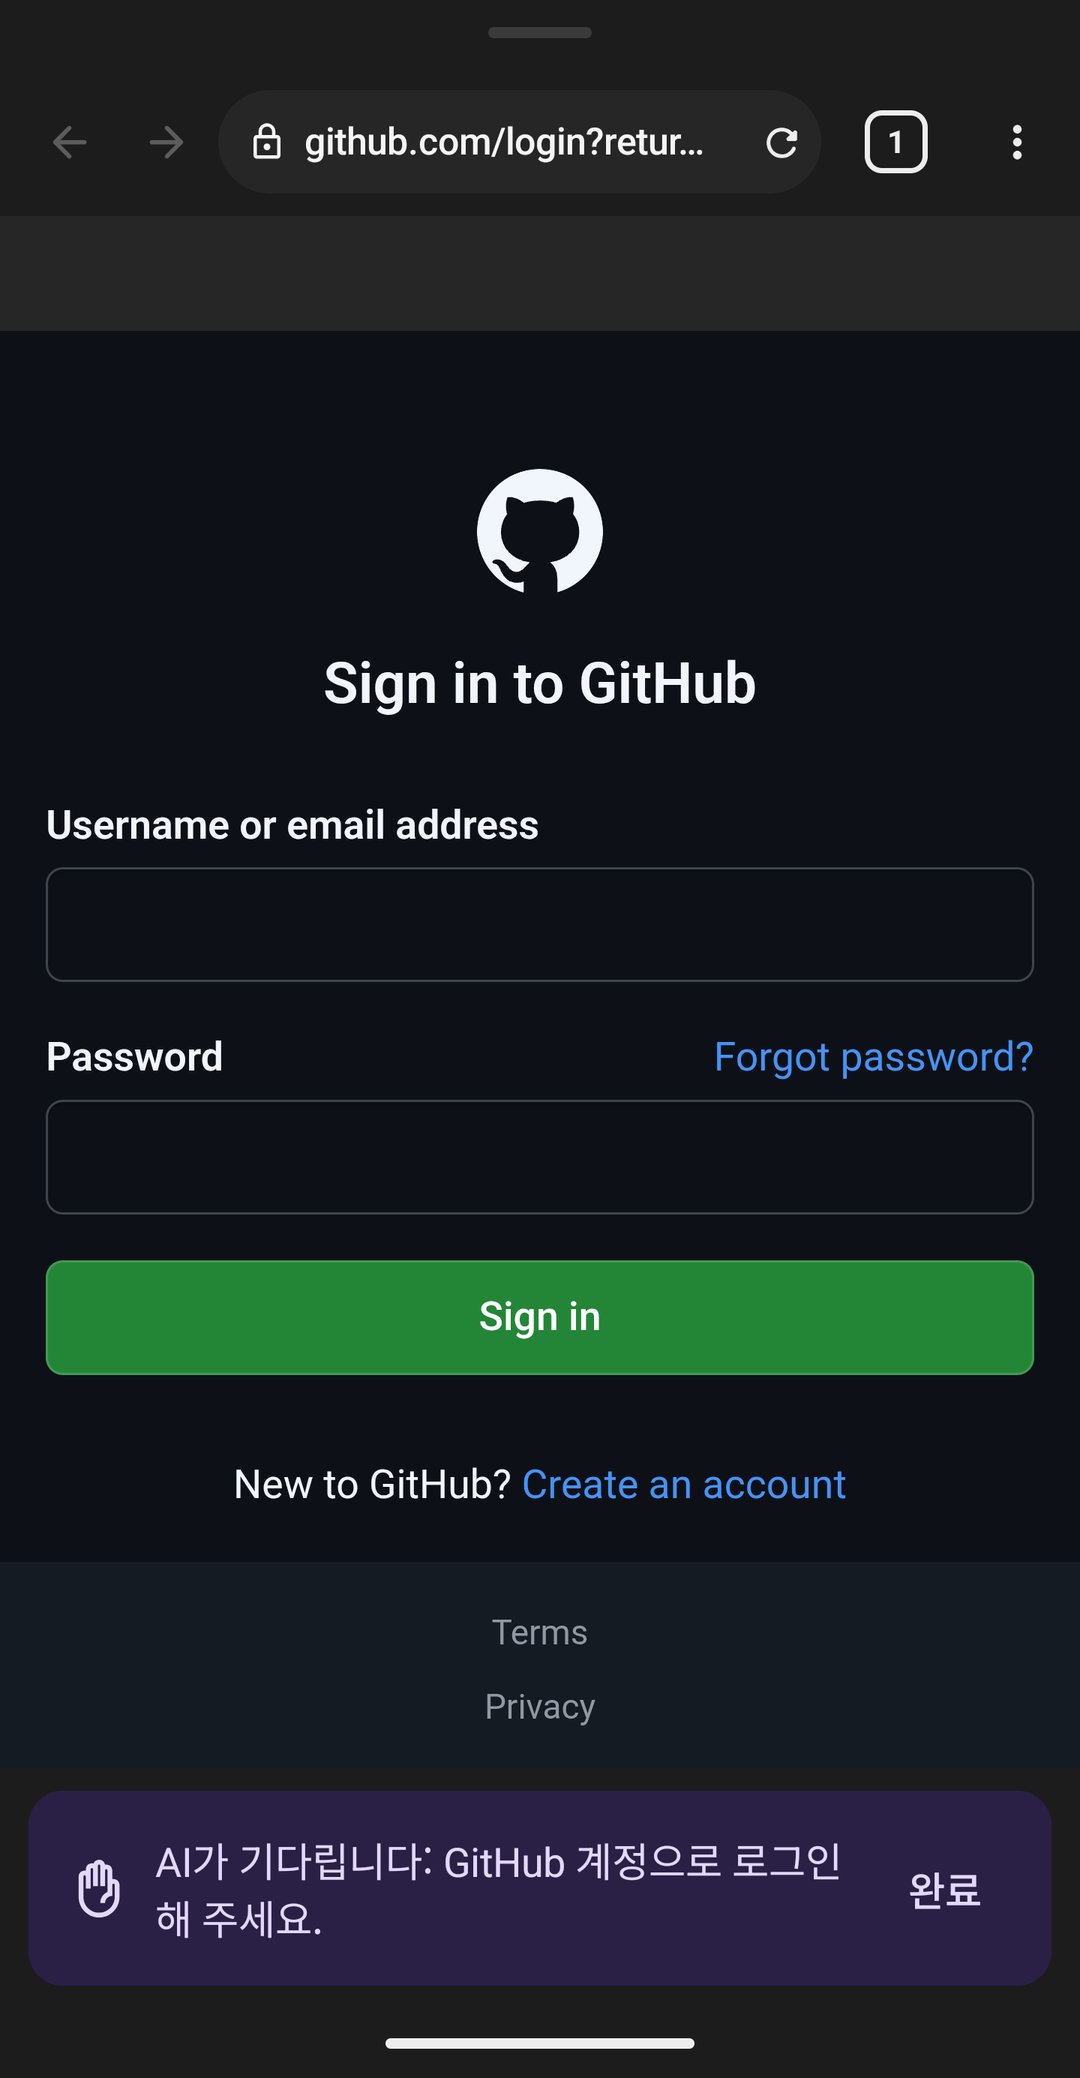 github.com/login?retur...
1
Sign in to GitHub
Username or email address
Password
Forgot password?
Sign in
New to GitHub? Create an account
Terms
Privacy
AI가 기다립니다: GitHub 계정으로 로그인
해 주세요.
완료